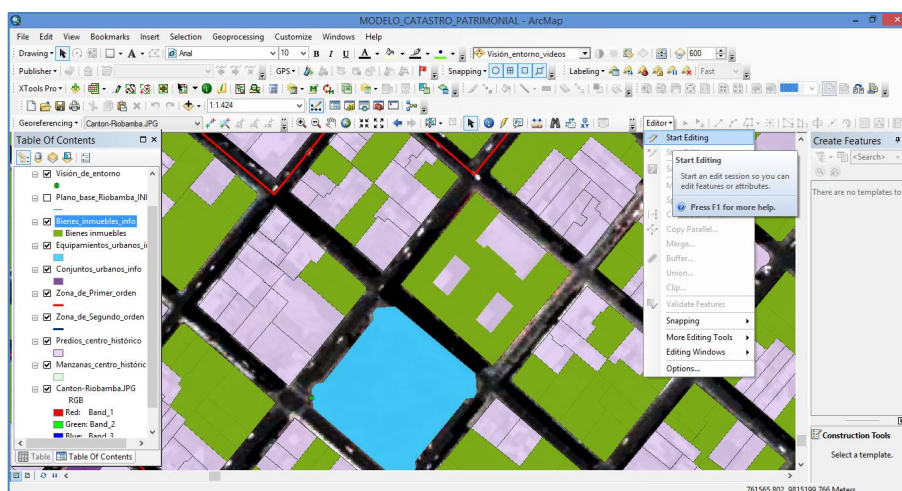 MODELO_CATASTRO_PATRIMONIAL - ArcMap
File Edit View Bookmarks Insert Selection Geoprocessing Customize Windows Help
Drawing Arial 10 B I U A Visión_entorno_videos 600
Publisher GPS Snapping Labeling Fast
XTools Pro
1:1.424
Georeferencing Canton-Riobamba.JPG Editor
Table Of Contents
Visión_de_entorno
Plano_base_Riobamba_INI
Bienes_inmuebles_info
Bienes inmuebles
Equipamientos_urbanos_i
Conjuntos_urbanos_info
Zona_de_Primer_orden
Zona_de_Segundo_orden
Predios_centro_histórico
Manzanas_centro_históric
Canton-Riobamba.JPG
RGB
Red: Band_1
Green: Band_2
Blue: Band_3
Table Table Of Contents
Start Editing
Start Editing
Start an edit session so you can
edit features or attributes.
Press F1 for more help.
Copy Parallel...
Merge...
Buffer...
Union...
Clip...
Validate Features
Snapping
More Editing Tools
Editing Windows
Options...
Create Features
<Search>
There are no templates to
Construction Tools
Select a template.
761565,802 9815199,766 Meters